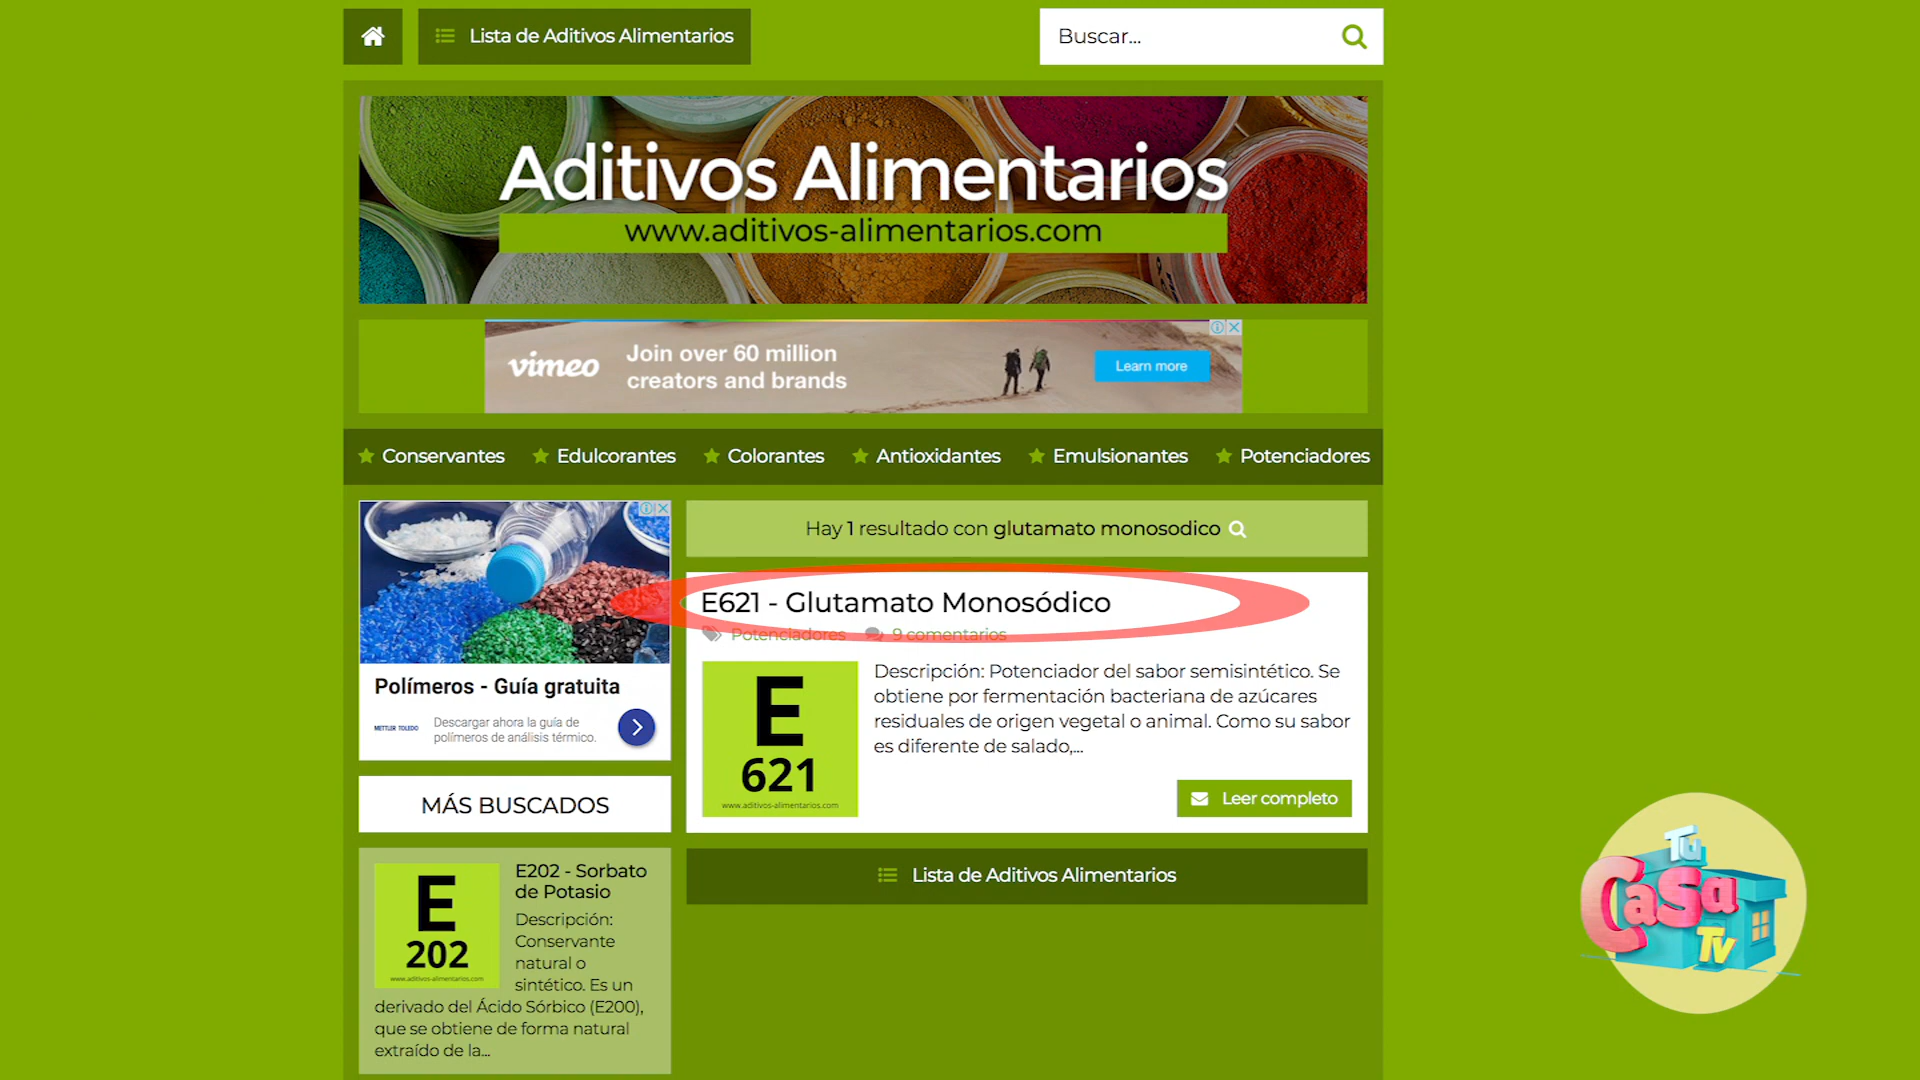 Lista de Aditivos Alimentarios
Buscar...
Aditivos Alimentarios
www.aditivos-alimentarios.com
vimeo
Join over 60 million
creators and brands
Learn more
Conservantes
Edulcorantes
Colorantes
Antioxidantes
Emulsionantes
Potenciadores
Polímeros - Guía gratuita
METTLER TOLEDO
Descargar ahora la guía de
polímeros de análisis térmico.
MÁS BUSCADOS
E
202
www.aditivos-alimentarios.com
E202 - Sorbato
de Potasio
Descripción:
Conservante
natural o
sintético. Es un
derivado del Ácido Sórbico (E200),
que se obtiene de forma natural
extraído de la...
Hay 1 resultado con glutamato monosodico
E621 - Glutamato Monosódico
Potenciadores 9 comentarios
E
621
www.aditivos-alimentarios.com
Descripción: Potenciador del sabor semisintético. Se
obtiene por fermentación bacteriana de azúcares
residuales de origen vegetal o animal. Como su sabor
es diferente de salado,...
Leer completo
Lista de Aditivos Alimentarios
Tu
Casa
Tv